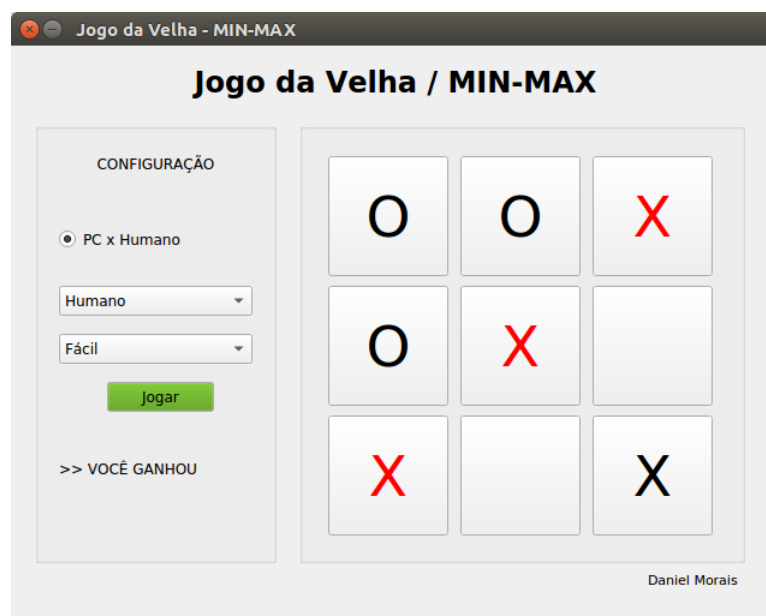 Jogo da Velha - MIN-MAX
Jogo da Velha / MIN-MAX
CONFIGURAÇÃO
PC x Humano
Humano
Fácil
Jogar
>> VOCÊ GANHOU
O O X
O X
X X
Daniel Morais